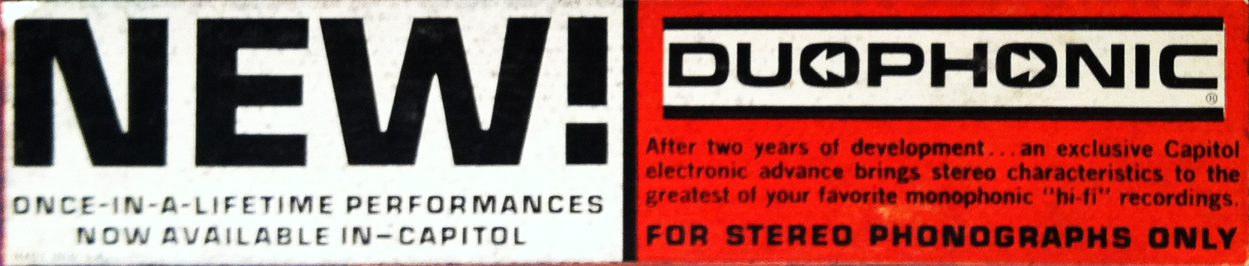 NEW!
ONCE-IN-A-LIFETIME PERFORMANCES
NOW AVAILABLE IN-CAPITOL
DUOPHONIC
®
After two years of development...an exclusive Capitol
electronic advance brings stereo characteristics to the
greatest of your favorite monophonic "hi-fi" recordings.
FOR STEREO PHONOGRAPHS ONLY